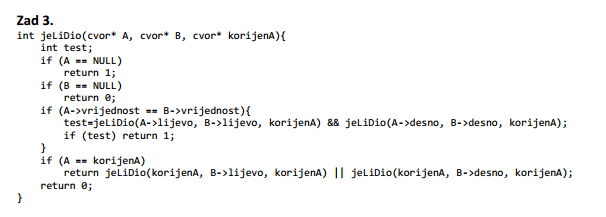 Zad 3.
int jeLiDio(cvor* A, cvor* B, cvor* korijenA){
    int test;
    if (A == NULL)
        return 1;
    if (B == NULL)
        return 0;
    if (A->vrijednost == B->vrijednost){
        test=jeLiDio(A->lijevo, B->lijevo, korijenA) && jeLiDio(A->desno, B->desno, korijenA);
        if (test) return 1;
    }
    if (A == korijenA)
        return jeLiDio(korijenA, B->lijevo, korijenA) || jeLiDio(korijenA, B->desno, korijenA);
    return 0;
}